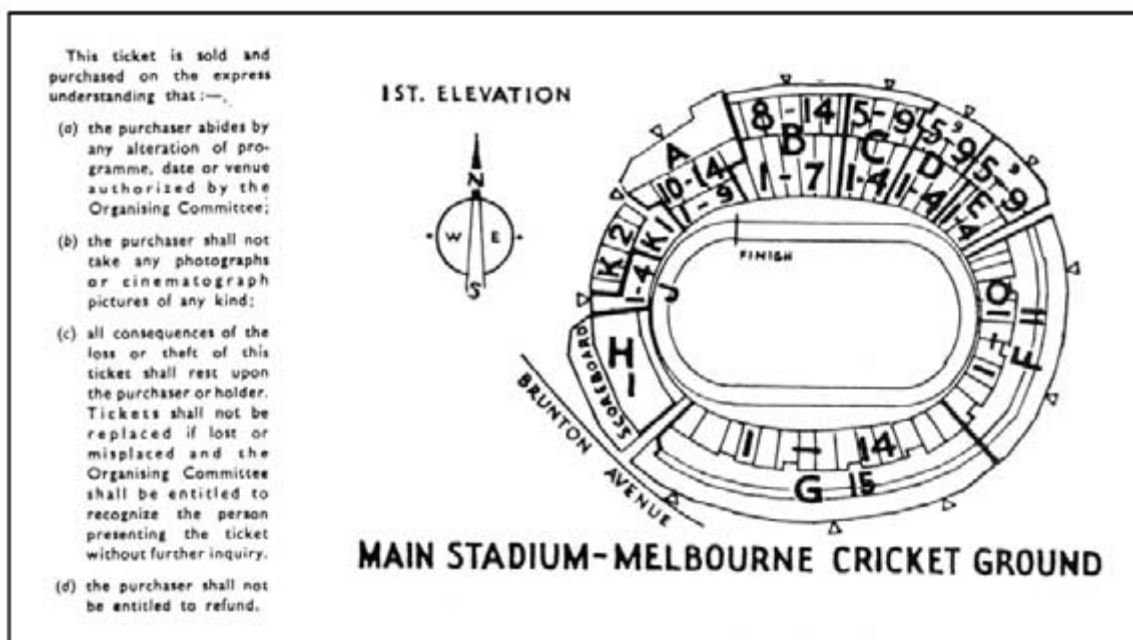 This ticket is sold and
purchased on the express
understanding that:—.
(a) the purchaser abides by
any alteration of pro-
gramme, date or venue
authorized by the
Organising Committee;
(b) the purchaser shall not
take any photographs
or cinematograph
pictures of any kind;
(c) all consequences of the
loss or theft of this
ticket shall rest upon
the purchaser or holder.
Tickets shall not be
replaced if lost or
misplaced and the
Organising Committee
shall be entitled to
recognize the person
presenting the ticket
without further inquiry.
(d) the purchaser shall not
be entitled to refund.
1ST. ELEVATION
N
W E
S
A
10-14
1-9
8-14
B
1-7
5-9
C
1-4
5-9
D
1-4
5-9
E
1-4
K 2
K 1
1-4
J
FINISH
10
11
1
F
H
1
SCOREBOARD
1-14
G 15
BRUNTON AVENUE
MAIN STADIUM-MELBOURNE CRICKET GROUND